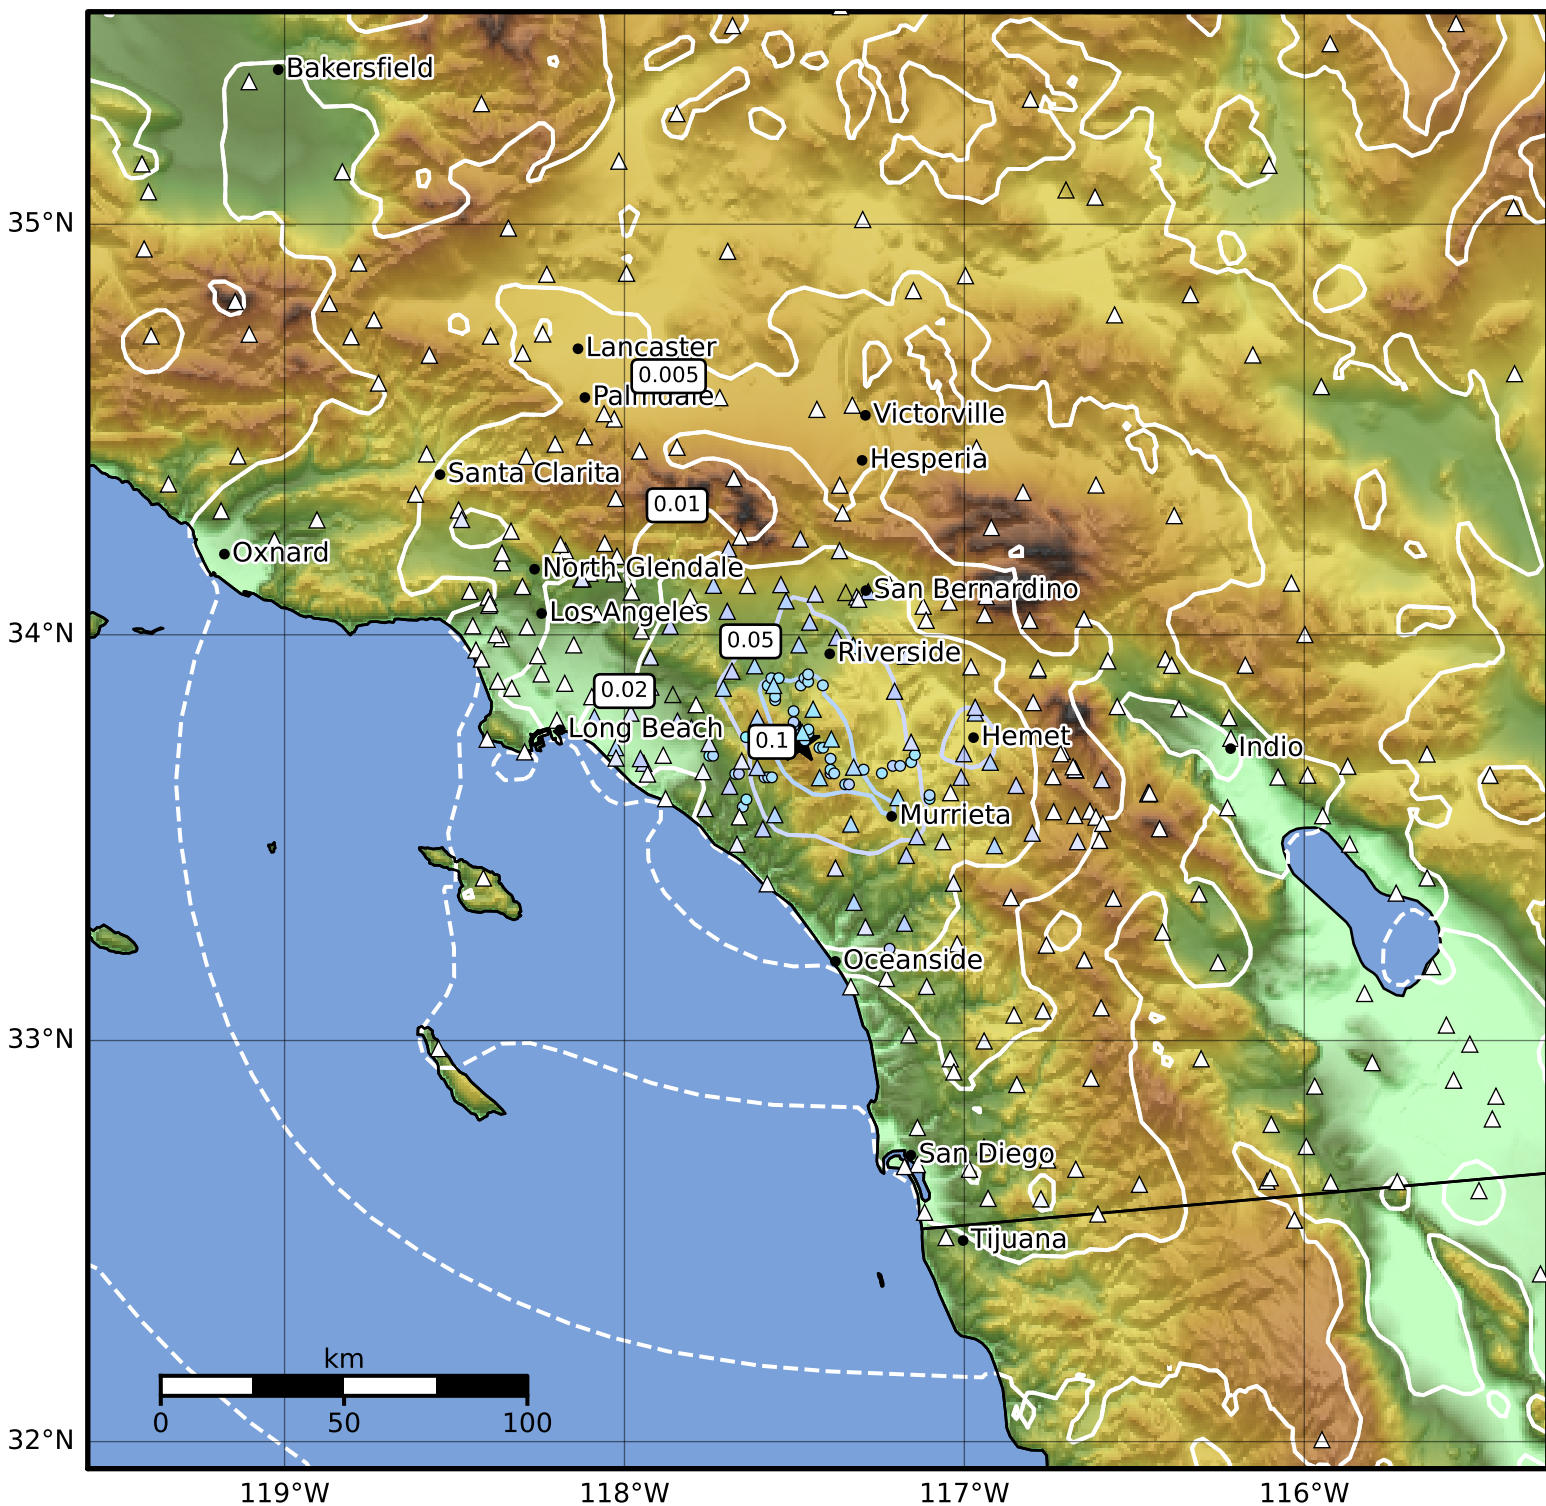 Bakersfield
35°N
Lancaster
0.005
Palmdale
Victorville
Hesperia
Santa Clarita
0.01
Oxnard
North Glendale
San Bernardino
Los Angeles
34°N
0.05
Riverside
0.02
Long Beach
0.1
Hemet
Indio
Murrieta
Oceanside
33°N
San Diego
Tijuana
km
0 50 100
32°N
119°W 118°W 117°W 116°W